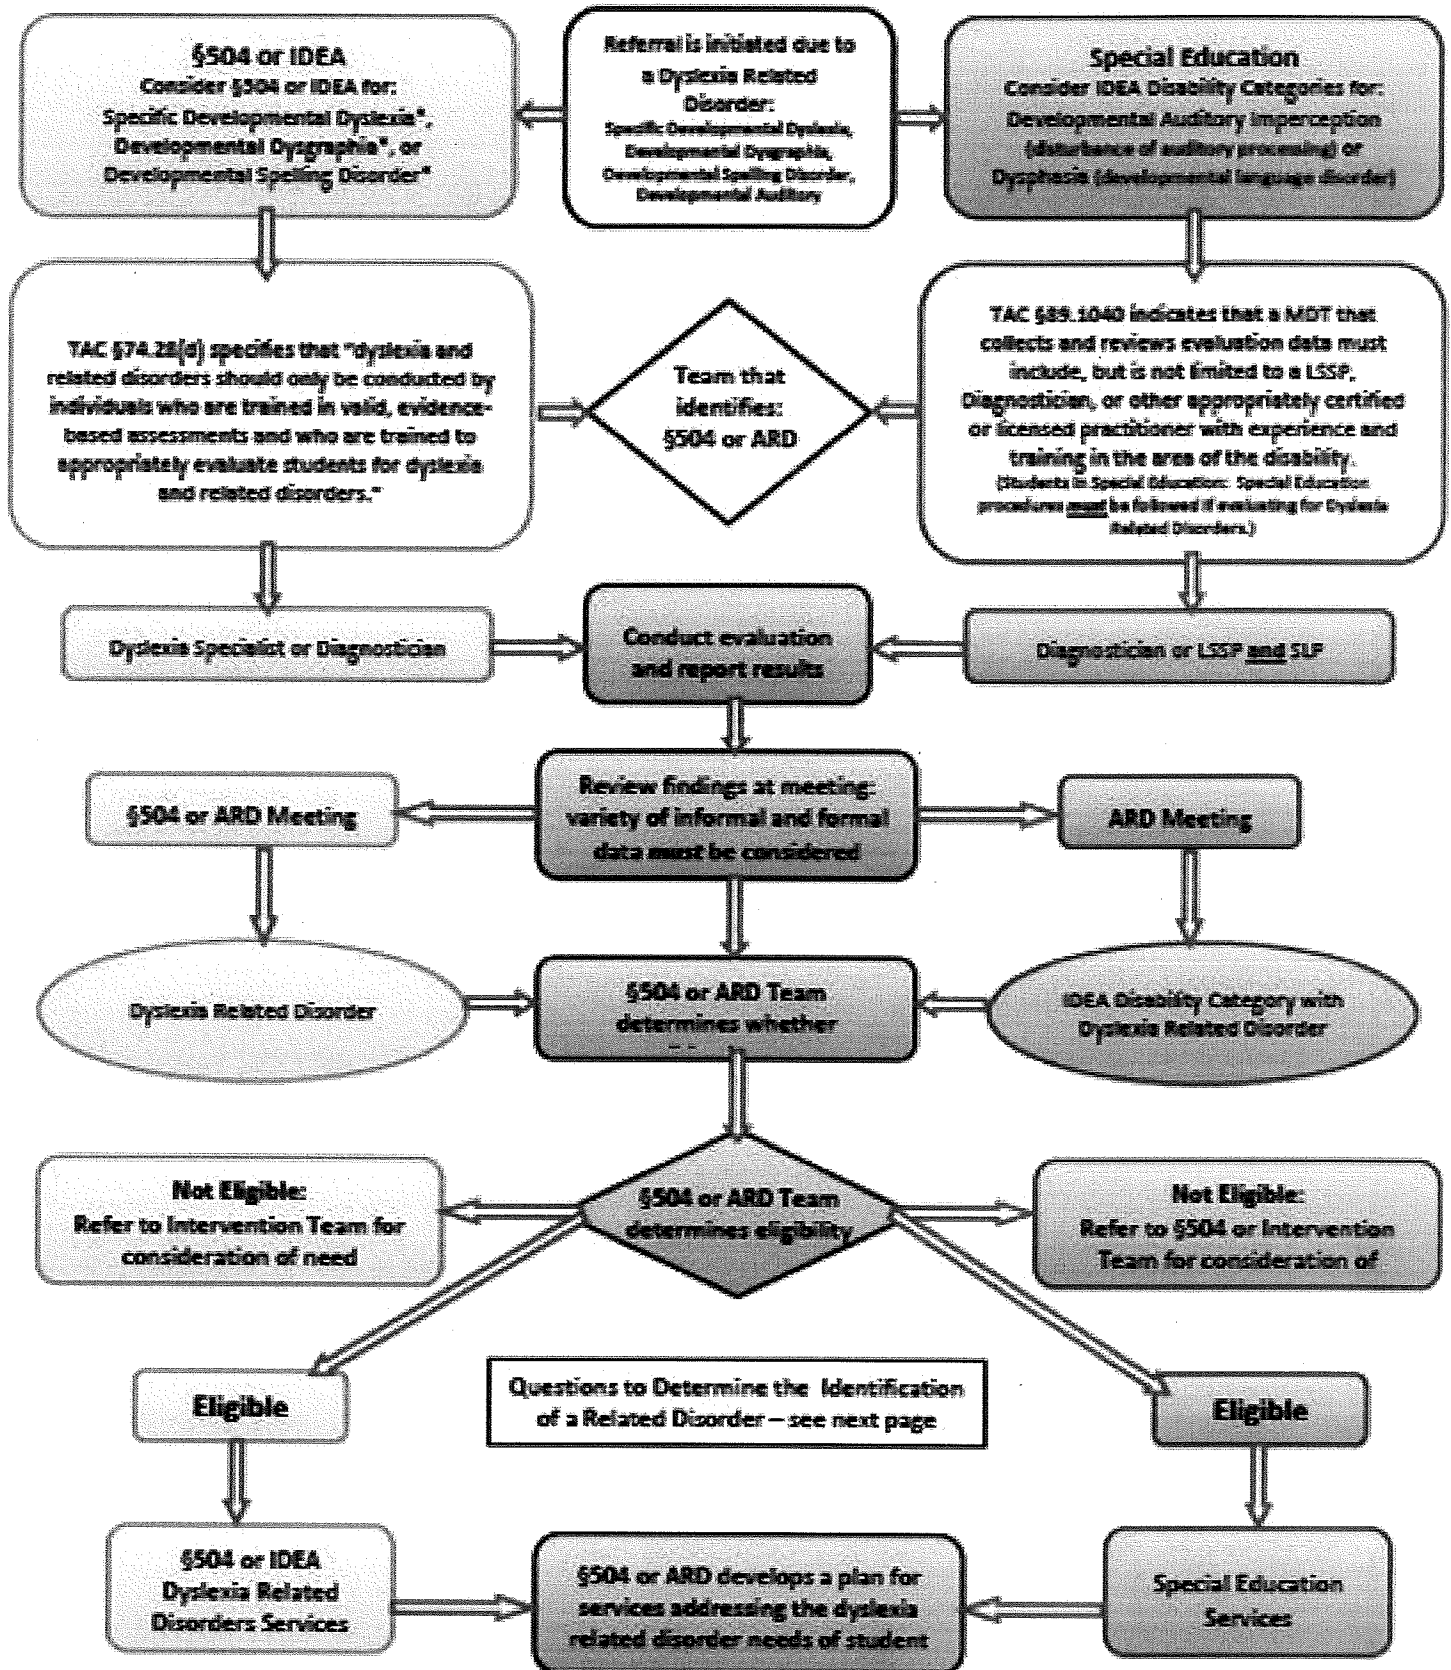 §504 or IDEA
Consider §504 or IDEA for:
Specific Developmental Dyslexia*,
Developmental Dysgraphia*, or
Developmental Spelling Disorder*
Referral is initiated due to
a Dyslexia Related
Disorder:
Specific Developmental Dyslexia,
Developmental Dysgraphia,
Developmental Spelling Disorder,
Developmental Auditory
Special Education
Consider IDEA Disability Categories for:
Developmental Auditory Imperception
(disturbance of auditory processing) or
Dysphasia (developmental language disorder)
TAC §74.28(d) specifies that "dyslexia and
related disorders should only be conducted by
individuals who are trained in valid, evidence-
based assessments and who are trained to
appropriately evaluate students for dyslexia
and related disorders."
Team that
identifies:
§504 or ARD
TAC §89.1040 indicates that a MDT that
collects and reviews evaluation data must
include, but is not limited to a LSSP,
Diagnostician, or other appropriately certified
or licensed practitioner with experience and
training in the area of the disability.
(Students in Special Education: Special Education
procedures must be followed if evaluating for Dyslexia
Related Disorders.)
Dyslexia Specialist or Diagnostician
Conduct evaluation
and report results
Diagnostician or LSSP and SLP
§504 or ARD Meeting
Review findings at meeting:
variety of informal and formal
data must be considered
ARD Meeting
Dyslexia Related Disorder
§504 or ARD Team
determines whether
IDEA Disability Category with
Dyslexia Related Disorder
Not Eligible:
Refer to Intervention Team for
consideration of need
§504 or ARD Team
determines eligibility
Not Eligible:
Refer to §504 or Intervention
Team for consideration of
Eligible
Questions to Determine the Identification
of a Related Disorder – see next page
Eligible
§504 or IDEA
Dyslexia Related
Disorders Services
§504 or ARD develops a plan for
services addressing the dyslexia
related disorder needs of student
Special Education
Services